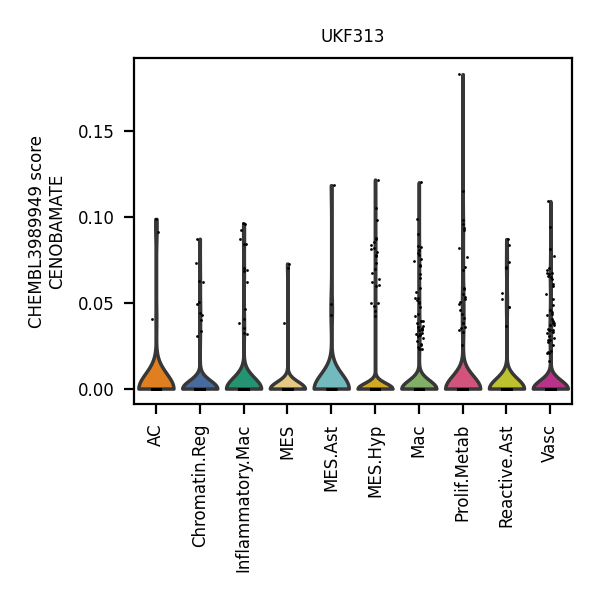 UKF313
CHEMBL3989949 score
CENOBAMATE
0.15
0.10
0.05
0.00
AC
Chromatin.Reg
Inflammatory.Mac
MES
MES.Ast
MES.Hyp
Mac
Prolif.Metab
Reactive.Ast
Vasc